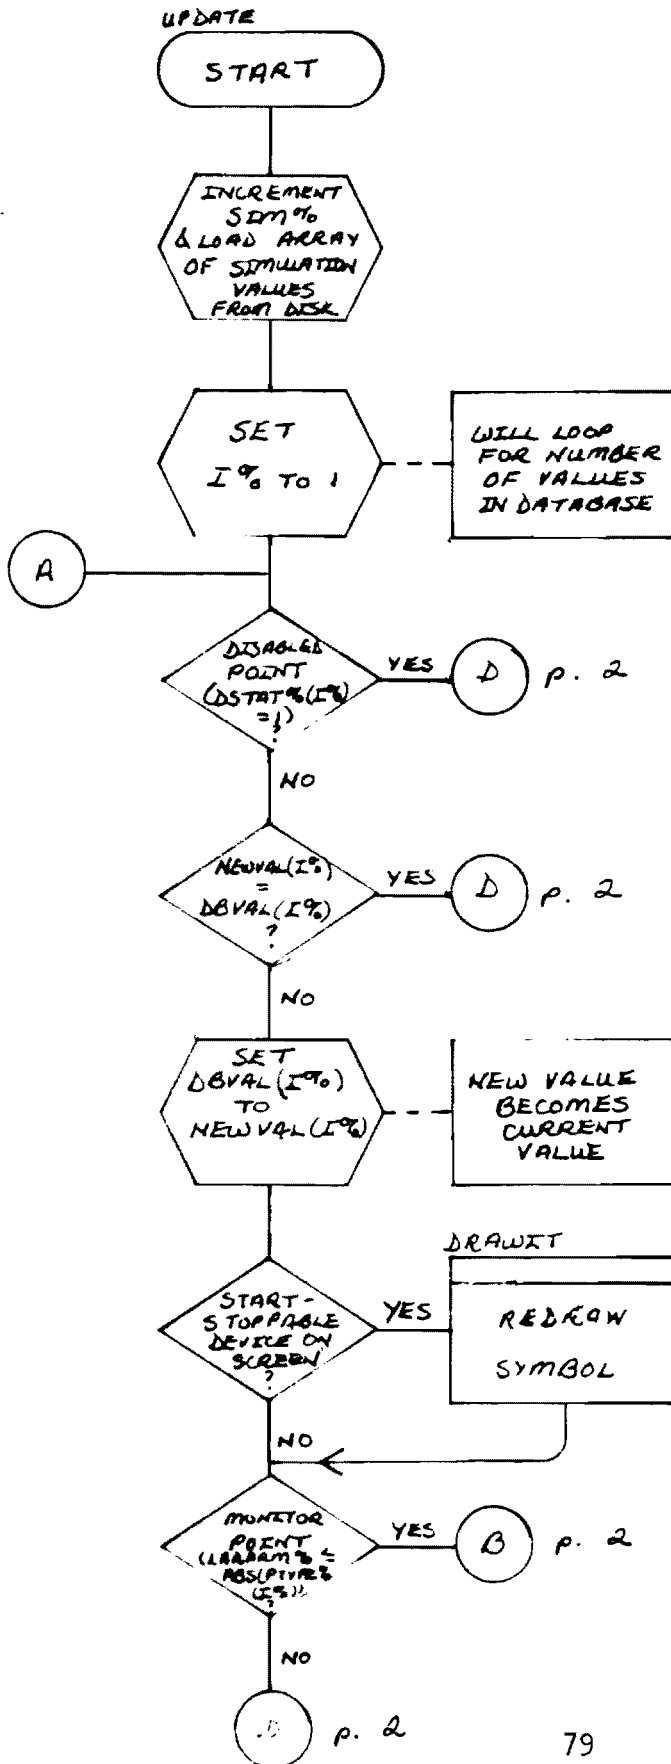 UPDATE
START
INCREMENT
SIM%
& LOAD ARRAY
OF SIMULATION
VALUES
FROM DISK
SET
I% TO 1
WILL LOOP
FOR NUMBER
OF VALUES
IN DATABASE
A
DISABLED
POINT
(DSTAT%(I%)
=1)
?
YES
D
p. 2
NO
NEWVAL(I%)
=
DBVAL(I%)
?
YES
D
p. 2
NO
SET
DBVAL(I%)
TO
NEWVAL(I%)
NEW VALUE
BECOMES
CURRENT
VALUE
DRAWIT
START-
STOPPABLE
DEVICE ON
SCREEN
?
YES
REDRAW
SYMBOL
NO
MONITOR
POINT
ABS(PTYPE%
(I%))
?
YES
B
p. 2
NO
D
p. 2
79